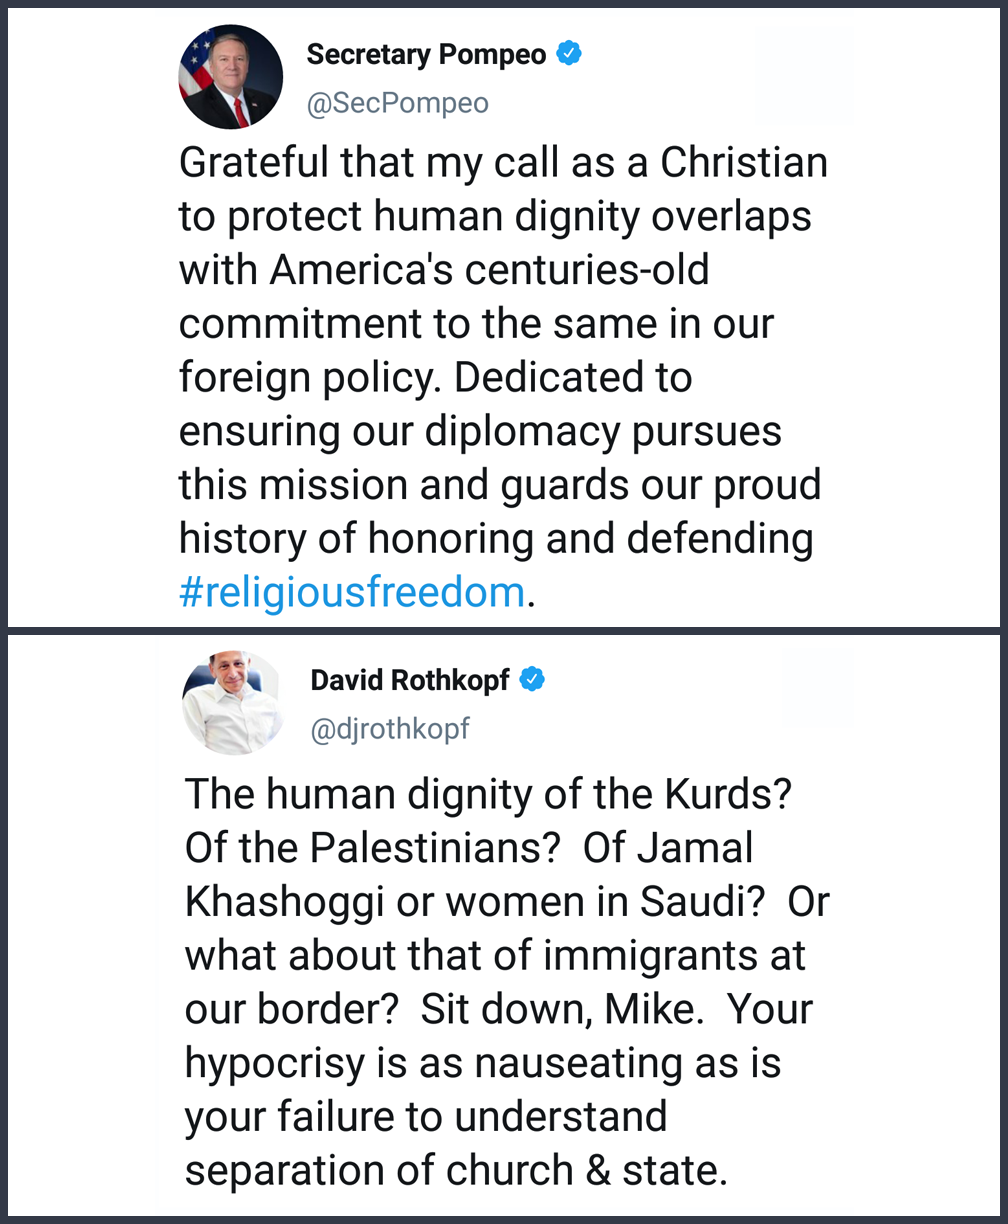 Secretary Pompeo
@SecPompeo
Grateful that my call as a Christian
to protect human dignity overlaps
with America's centuries-old
commitment to the same in our
foreign policy. Dedicated to
ensuring our diplomacy pursues
this mission and guards our proud
history of honoring and defending
#religiousfreedom.
David Rothkopf
@djrothkopf
The human dignity of the Kurds?
Of the Palestinians?  Of Jamal
Khashoggi or women in Saudi?  Or
what about that of immigrants at
our border?  Sit down, Mike.  Your
hypocrisy is as nauseating as is
your failure to understand
separation of church & state.